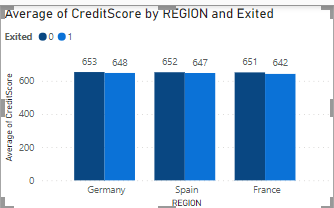 Average of CreditScore by REGION and Exited
Exited 0 1
653 648 652 647 651 642
Average of CreditScore
600
400
200
0
Germany Spain France
REGION